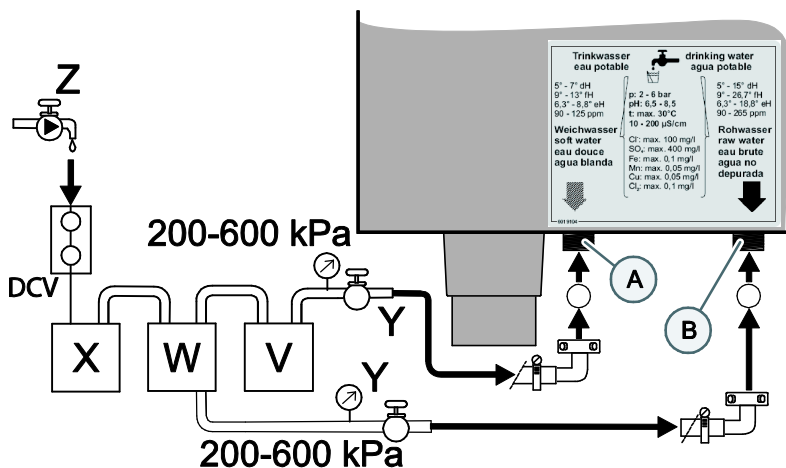 Z
DCV
X
W
V
200-600 kPa
Y
Y
200-600 kPa
Trinkwasser
eau potable
drinking water
agua potable
5° - 7° dH
9° - 13° fH
6,3° - 8,8° eH
90 - 125 ppm
Weichwasser
soft water
eau douce
agua blanda
p: 2 - 6 bar
pH: 6,5 - 8,5
t: max. 30°C
10 - 200 µS/cm
Cl⁻: max. 100 mg/l
SO₄: max. 400 mg/l
Fe: max. 0,1 mg/l
Mn: max. 0,05 mg/l
Cu: max. 0,05 mg/l
Cl₂: max. 0,1 mg/l
5° - 15° dH
9° - 26,7° fH
6,3° - 18,8° eH
90 - 265 ppm
Rohwasser
raw water
eau brute
agua no
depurada
A
B